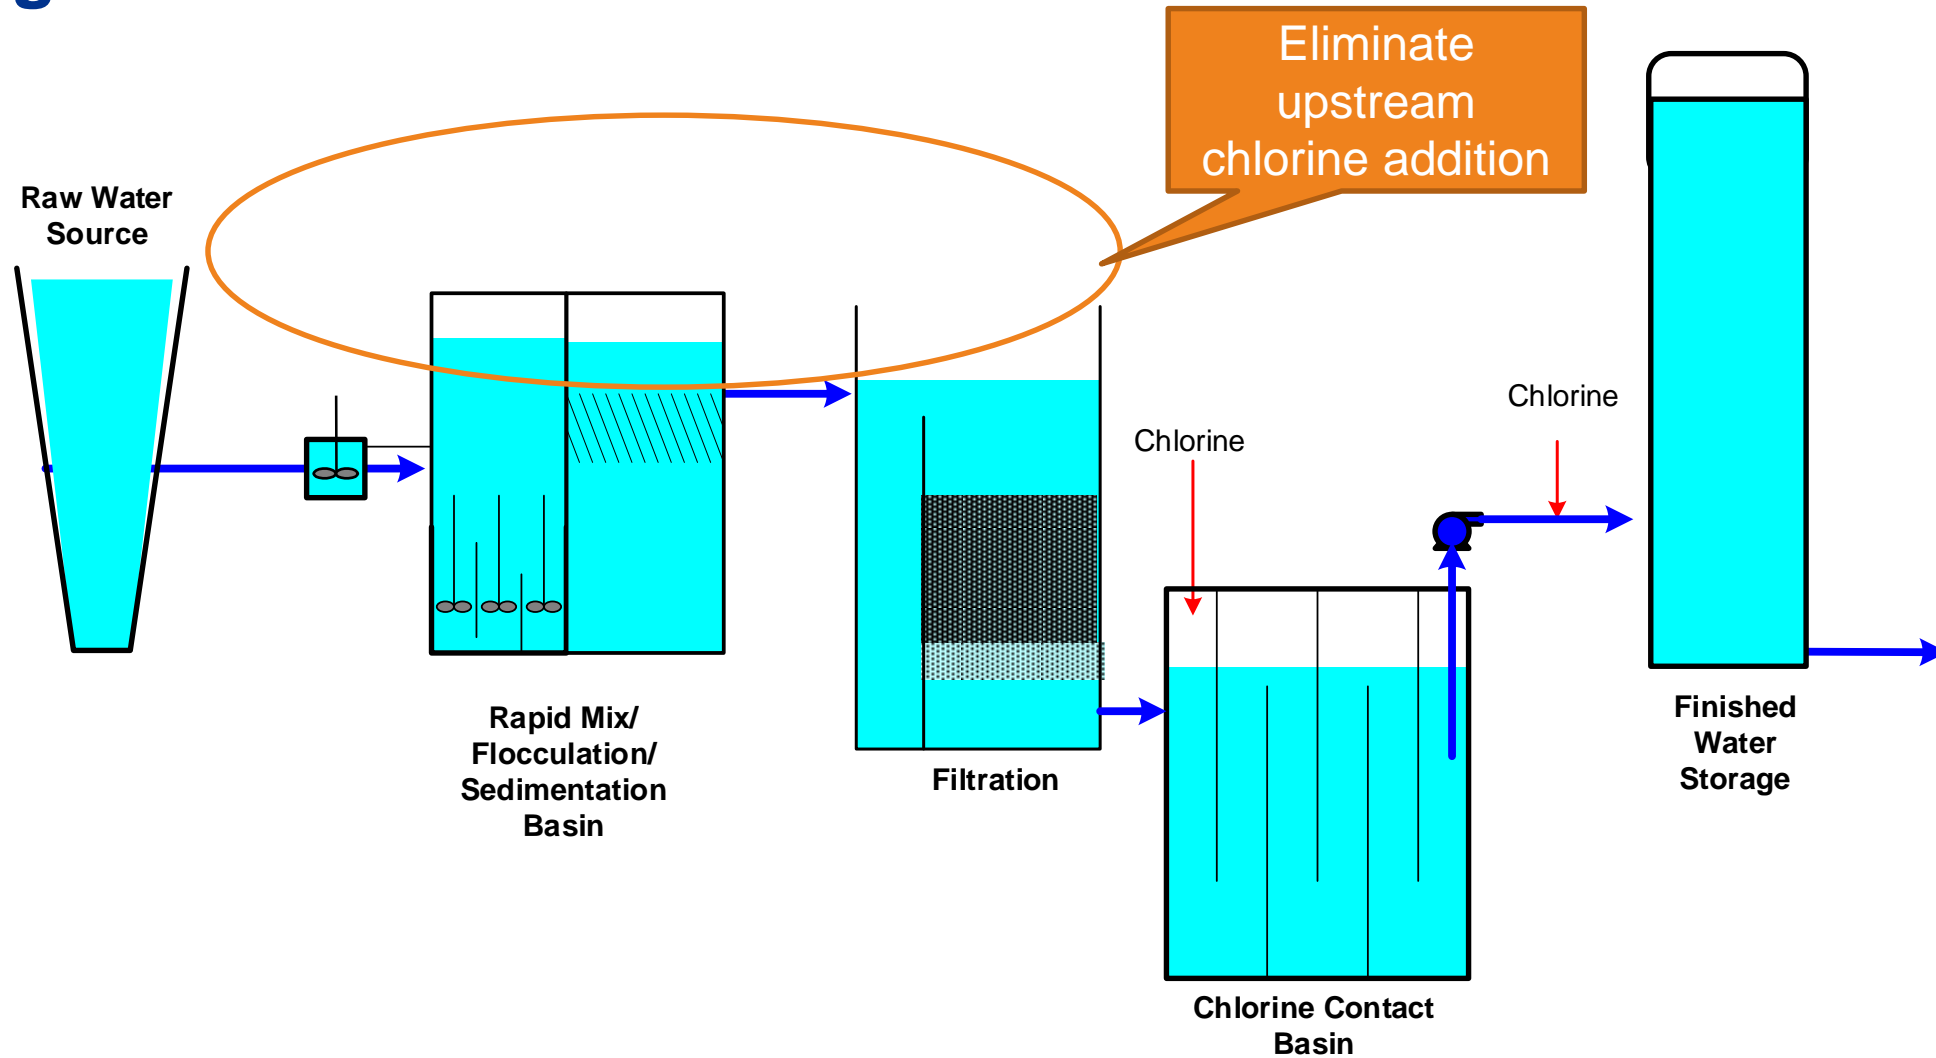 g
Eliminate
upstream
chlorine addition
Raw Water
Source
Chlorine
Chlorine
Rapid Mix/
Flocculation/
Sedimentation
Basin
Filtration
Finished
Water
Storage
Chlorine Contact
Basin